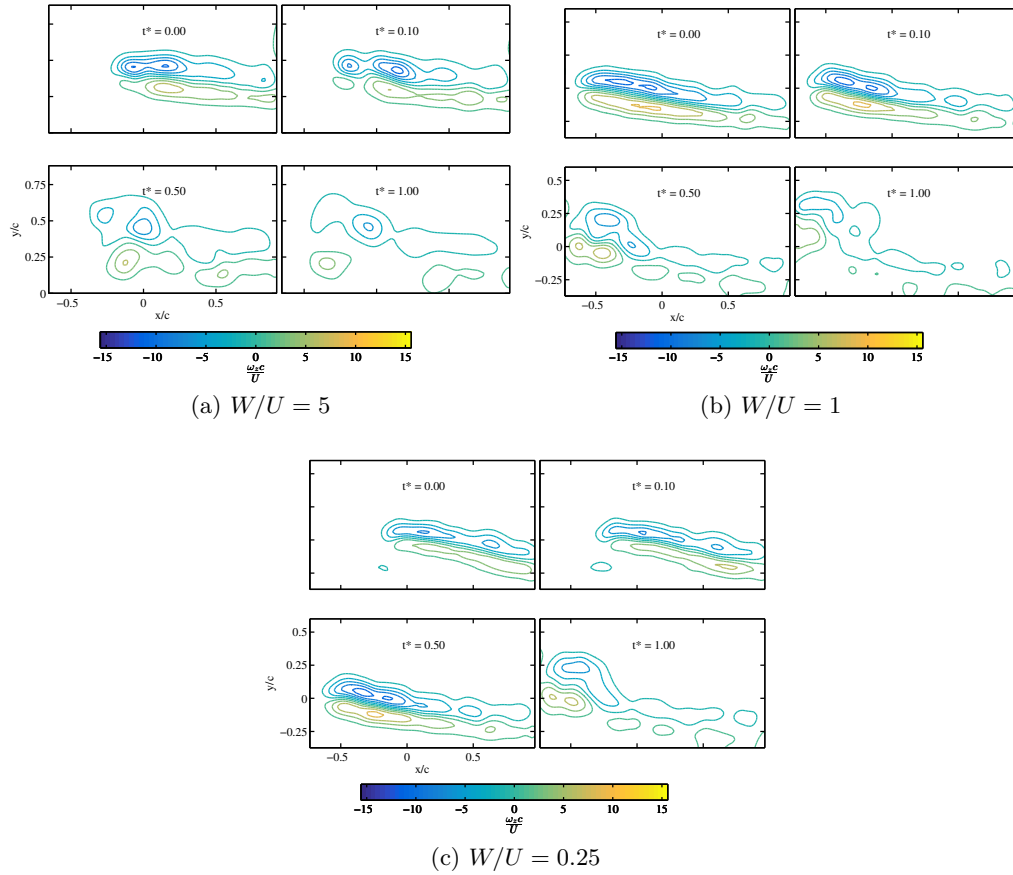 t* = 0.00
t* = 0.10
t* = 0.50
t* = 1.00
0.75
0.5
0.25
0
y/c
−0.5
0
0.5
x/c
−15
−10
−5
0
5
10
15
ω_z c
U
(a) W/U = 5
t* = 0.00
t* = 0.10
t* = 0.50
t* = 1.00
0.5
0.25
0
−0.25
y/c
−0.5
0
0.5
x/c
−15
−10
−5
0
5
10
15
ω_z c
U
(b) W/U = 1
t* = 0.00
t* = 0.10
t* = 0.50
t* = 1.00
0.5
0.25
0
−0.25
y/c
−0.5
0
0.5
x/c
−15
−10
−5
0
5
10
15
ω_z c
U
(c) W/U = 0.25